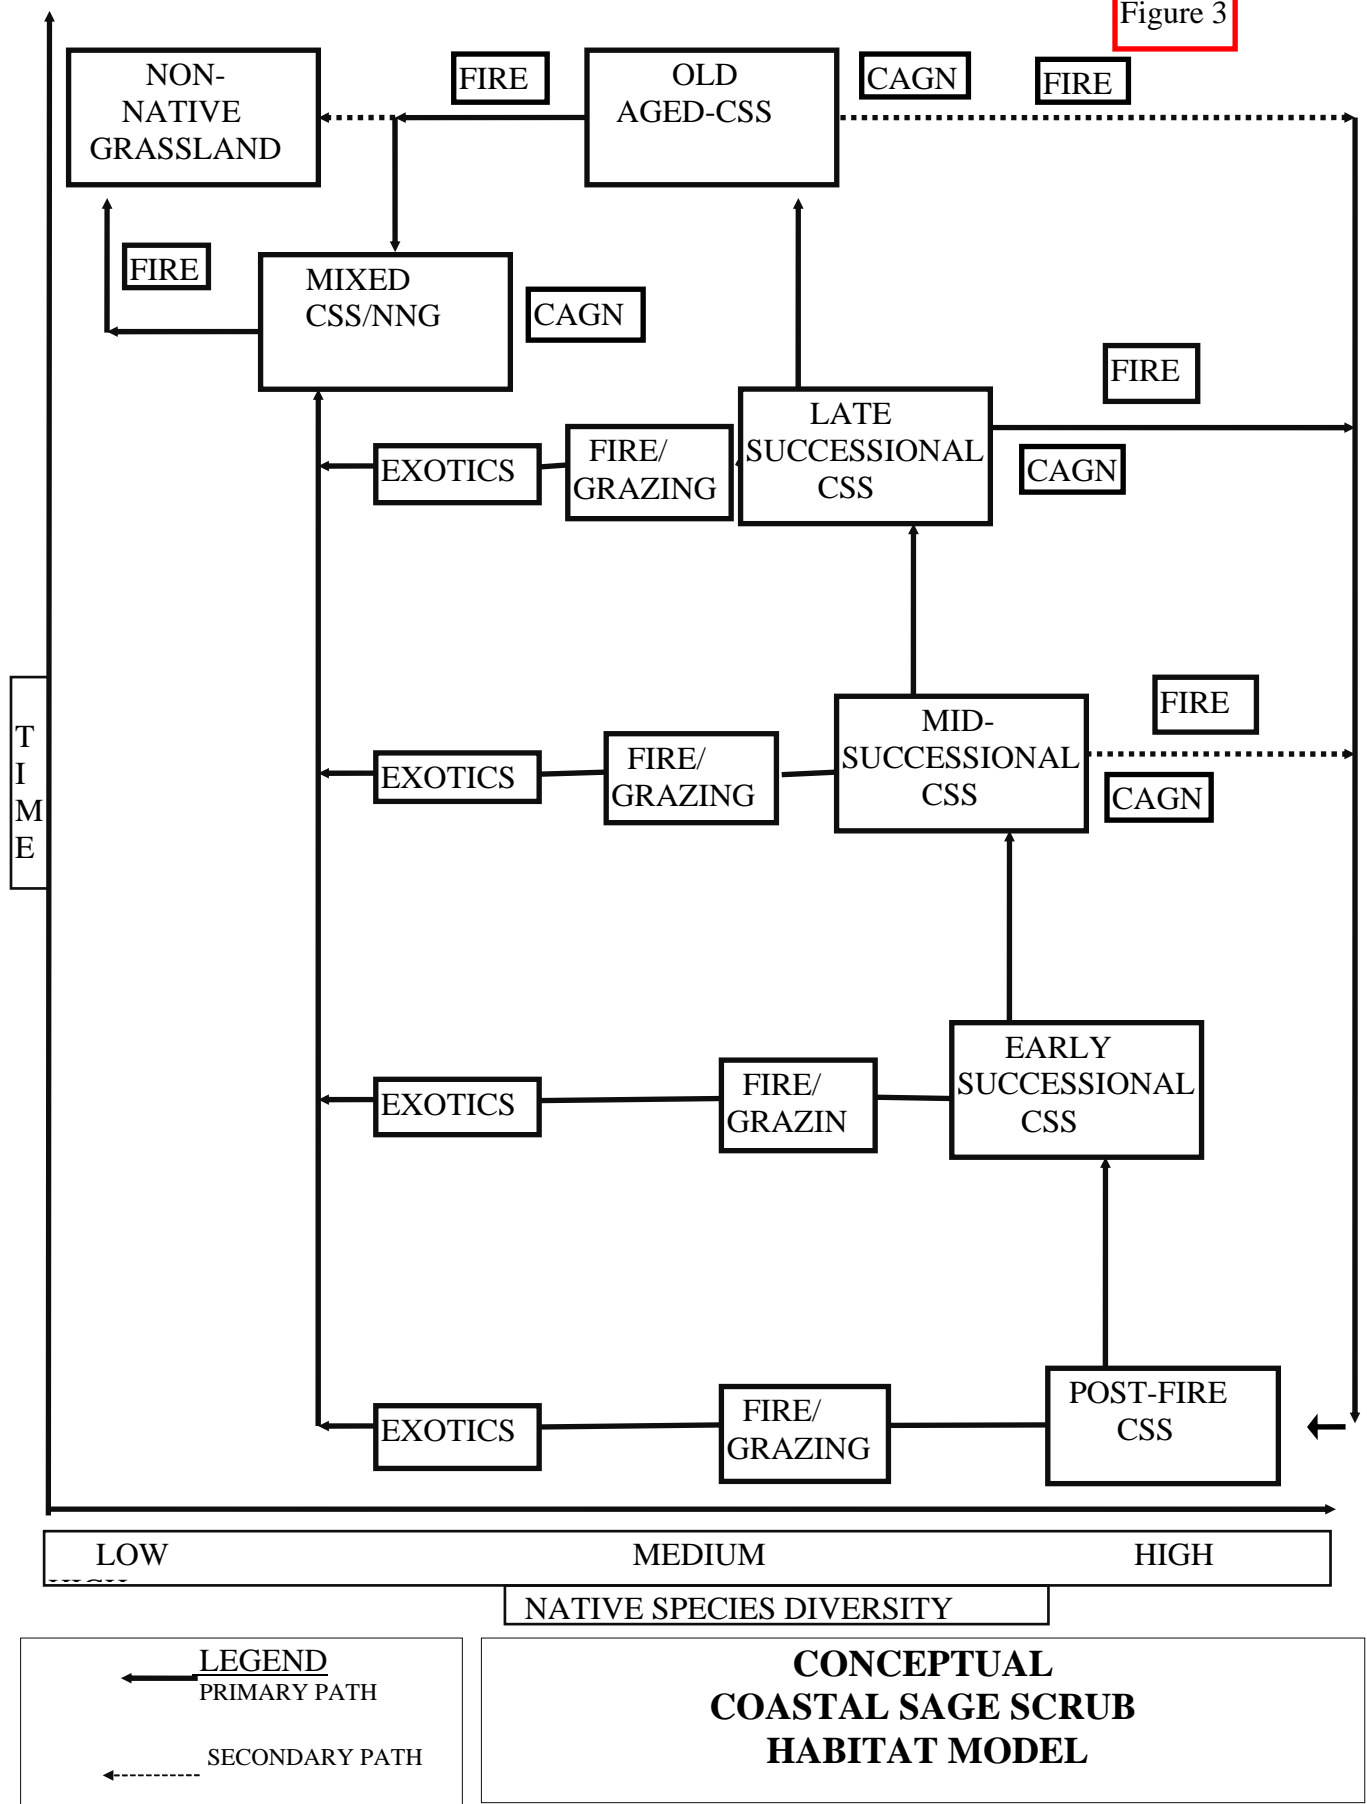 Figure 3
NON-
NATIVE
GRASSLAND
FIRE
OLD
AGED-CSS
CAGN
FIRE
FIRE
MIXED
CSS/NNG
CAGN
FIRE
EXOTICS
FIRE/
GRAZING
LATE
SUCCESSIONAL
CSS
CAGN
T
I
M
E
EXOTICS
FIRE/
GRAZING
MID-
SUCCESSIONAL
CSS
FIRE
CAGN
EXOTICS
FIRE/
GRAZIN
EARLY
SUCCESSIONAL
CSS
EXOTICS
FIRE/
GRAZING
POST-FIRE
CSS
LOW MEDIUM HIGH
NATIVE SPECIES DIVERSITY
LEGEND
PRIMARY PATH
SECONDARY PATH
CONCEPTUAL
COASTAL SAGE SCRUB
HABITAT MODEL